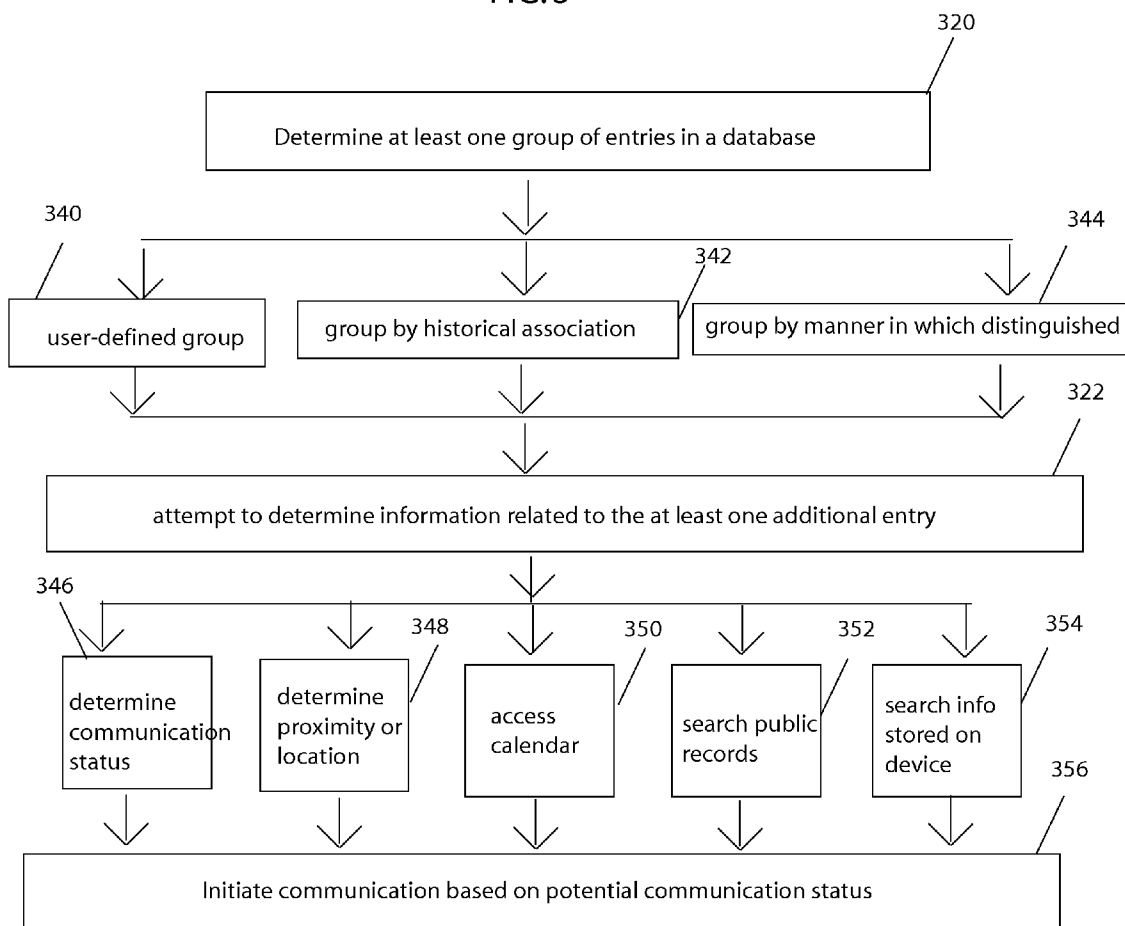 320
Determine at least one group of entries in a database
340
344
342
user-defined group
group by historical association
group by manner in which distinguished
322
attempt to determine information related to the at least one additional entry
346
348
350
352
354
determine
communication
status
determine
proximity or
location
access
calendar
search public
records
search info
stored on
device
356
Initiate communication based on potential communication status